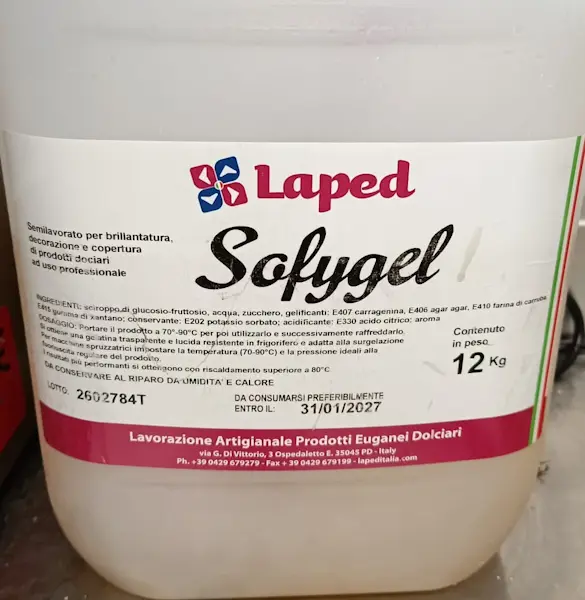 Laped
Sofygel
Semilavorato per brillantatura,
decorazione e copertura
di prodotti dociari
ad uso professionale
INGREDIENTI: sciroppo di glucosio-fruttosio, acqua, zucchero, gelificanti: E407 carragenina, E406 agar agar, E410 farina di carrube,
E415 gomma di xantano; conservante: E202 potassio sorbato; acidificante: E330 acido citrico; aroma
DOSAGGIO: Portare il prodotto a 70°-90°C per poi utilizzarlo e successivamente raffreddarlo.
Si ottiene una gelatina trasparente e lucida resistente in frigorifero e adatta alla surgelazione
Per macchine spruzzatrici impostare la temperatura (70-90°C) e la pressione ideali alla
fuoriuscita regolare del prodotto.
I risultati più performanti si ottengono con riscaldamento superiore a 80°C
DA CONSERVARE AL RIPARO DA UMIDITA' E CALORE
Contenuto
in peso
12 Kg
LOTTO: 2602784T
DA CONSUMARSI PREFERIBILMENTE
ENTRO IL: 31/01/2027
Lavorazione Artigianale Prodotti Euganei Dolciari
via G. Di Vittorio, 3 Ospedaletto E. 35045 PD - Italy
Ph. +39 0429 679279 - Fax + 39 0429 679199 - lapeditalia.com